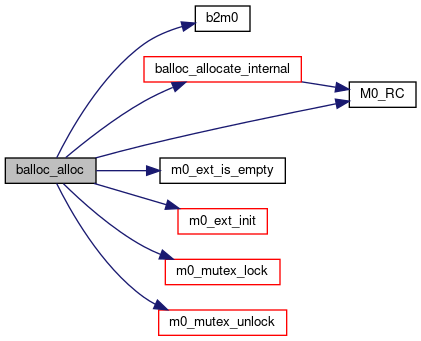 b2m0
balloc_allocate_internal
M0_RC
balloc_alloc
m0_ext_is_empty
m0_ext_init
m0_mutex_lock
m0_mutex_unlock